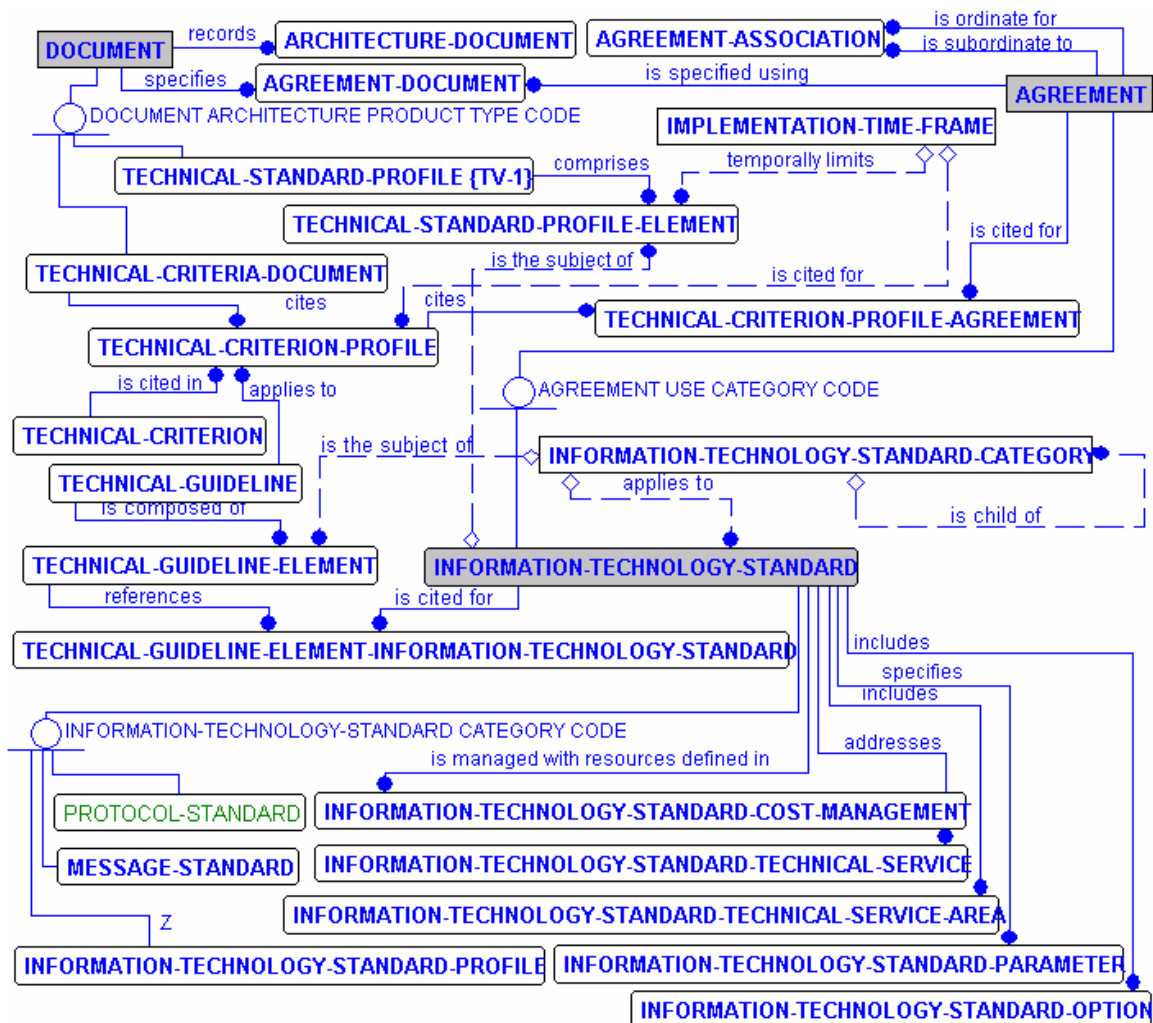 is ordinate for
records
ARCHITECTURE-DOCUMENT
AGREEMENT-ASSOCIATION
DOCUMENT
is subordinate to
specifies
AGREEMENT-DOCUMENT
is specified using
AGREEMENT
DOCUMENT ARCHITECTURE PRODUCT TYPE CODE
IMPLEMENTATION-TIME-FRAME
comprises
temporally limits
TECHNICAL-STANDARD-PROFILE {TV-1}
TECHNICAL-STANDARD-PROFILE-ELEMENT
is cited for
is the subject of
TECHNICAL-CRITERIA-DOCUMENT
is cited for
cites
cites
TECHNICAL-CRITERION-PROFILE-AGREEMENT
TECHNICAL-CRITERION-PROFILE
is cited in
applies to
AGREEMENT USE CATEGORY CODE
TECHNICAL-CRITERION
is the subject of
INFORMATION-TECHNOLOGY-STANDARD-CATEGORY
TECHNICAL-GUIDELINE
applies to
is composed of
is child of
TECHNICAL-GUIDELINE-ELEMENT
INFORMATION-TECHNOLOGY-STANDARD
references
is cited for
TECHNICAL-GUIDELINE-ELEMENT-INFORMATION-TECHNOLOGY-STANDARD
includes
specifies
includes
INFORMATION-TECHNOLOGY-STANDARD CATEGORY CODE
addresses
is managed with resources defined in
PROTOCOL-STANDARD
INFORMATION-TECHNOLOGY-STANDARD-COST-MANAGEMENT
MESSAGE-STANDARD
INFORMATION-TECHNOLOGY-STANDARD-TECHNICAL-SERVICE
INFORMATION-TECHNOLOGY-STANDARD-TECHNICAL-SERVICE-AREA
Z
INFORMATION-TECHNOLOGY-STANDARD-PROFILE
INFORMATION-TECHNOLOGY-STANDARD-PARAMETER
INFORMATION-TECHNOLOGY-STANDARD-OPTION